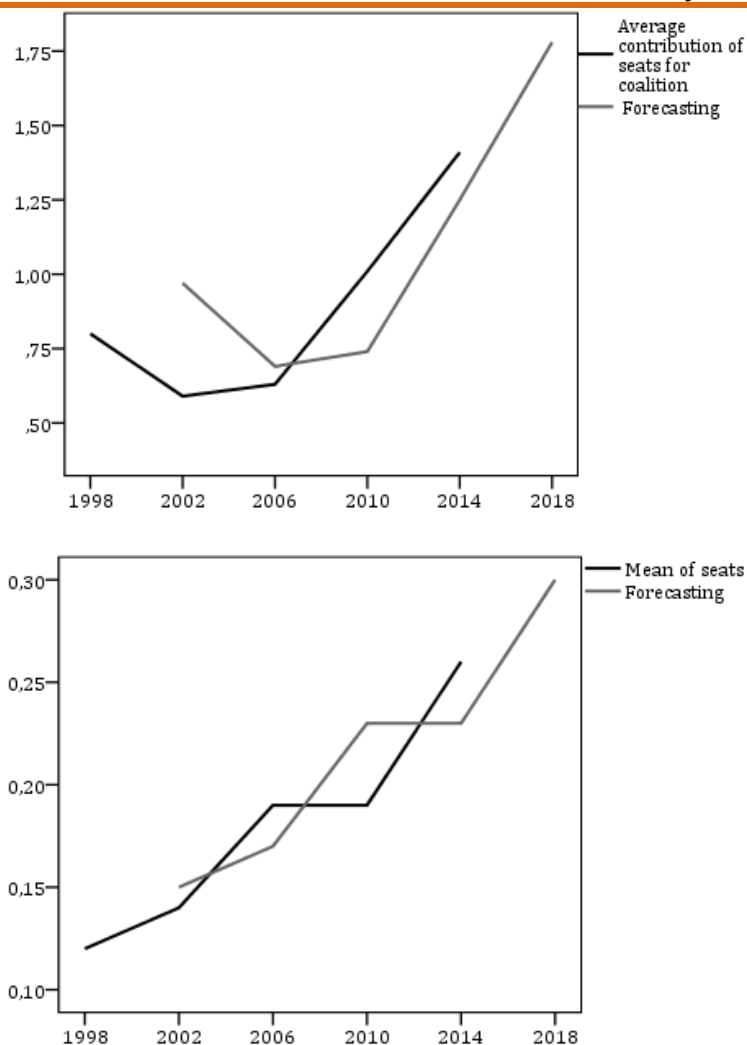 Average
contribution of
seats for
coalition
Forecasting
1,75
1,50
1,25
1,00
,75
,50
1998 2002 2006 2010 2014 2018
Mean of seats
Forecasting
0,30
0,25
0,20
0,15
0,10
1998 2002 2006 2010 2014 2018